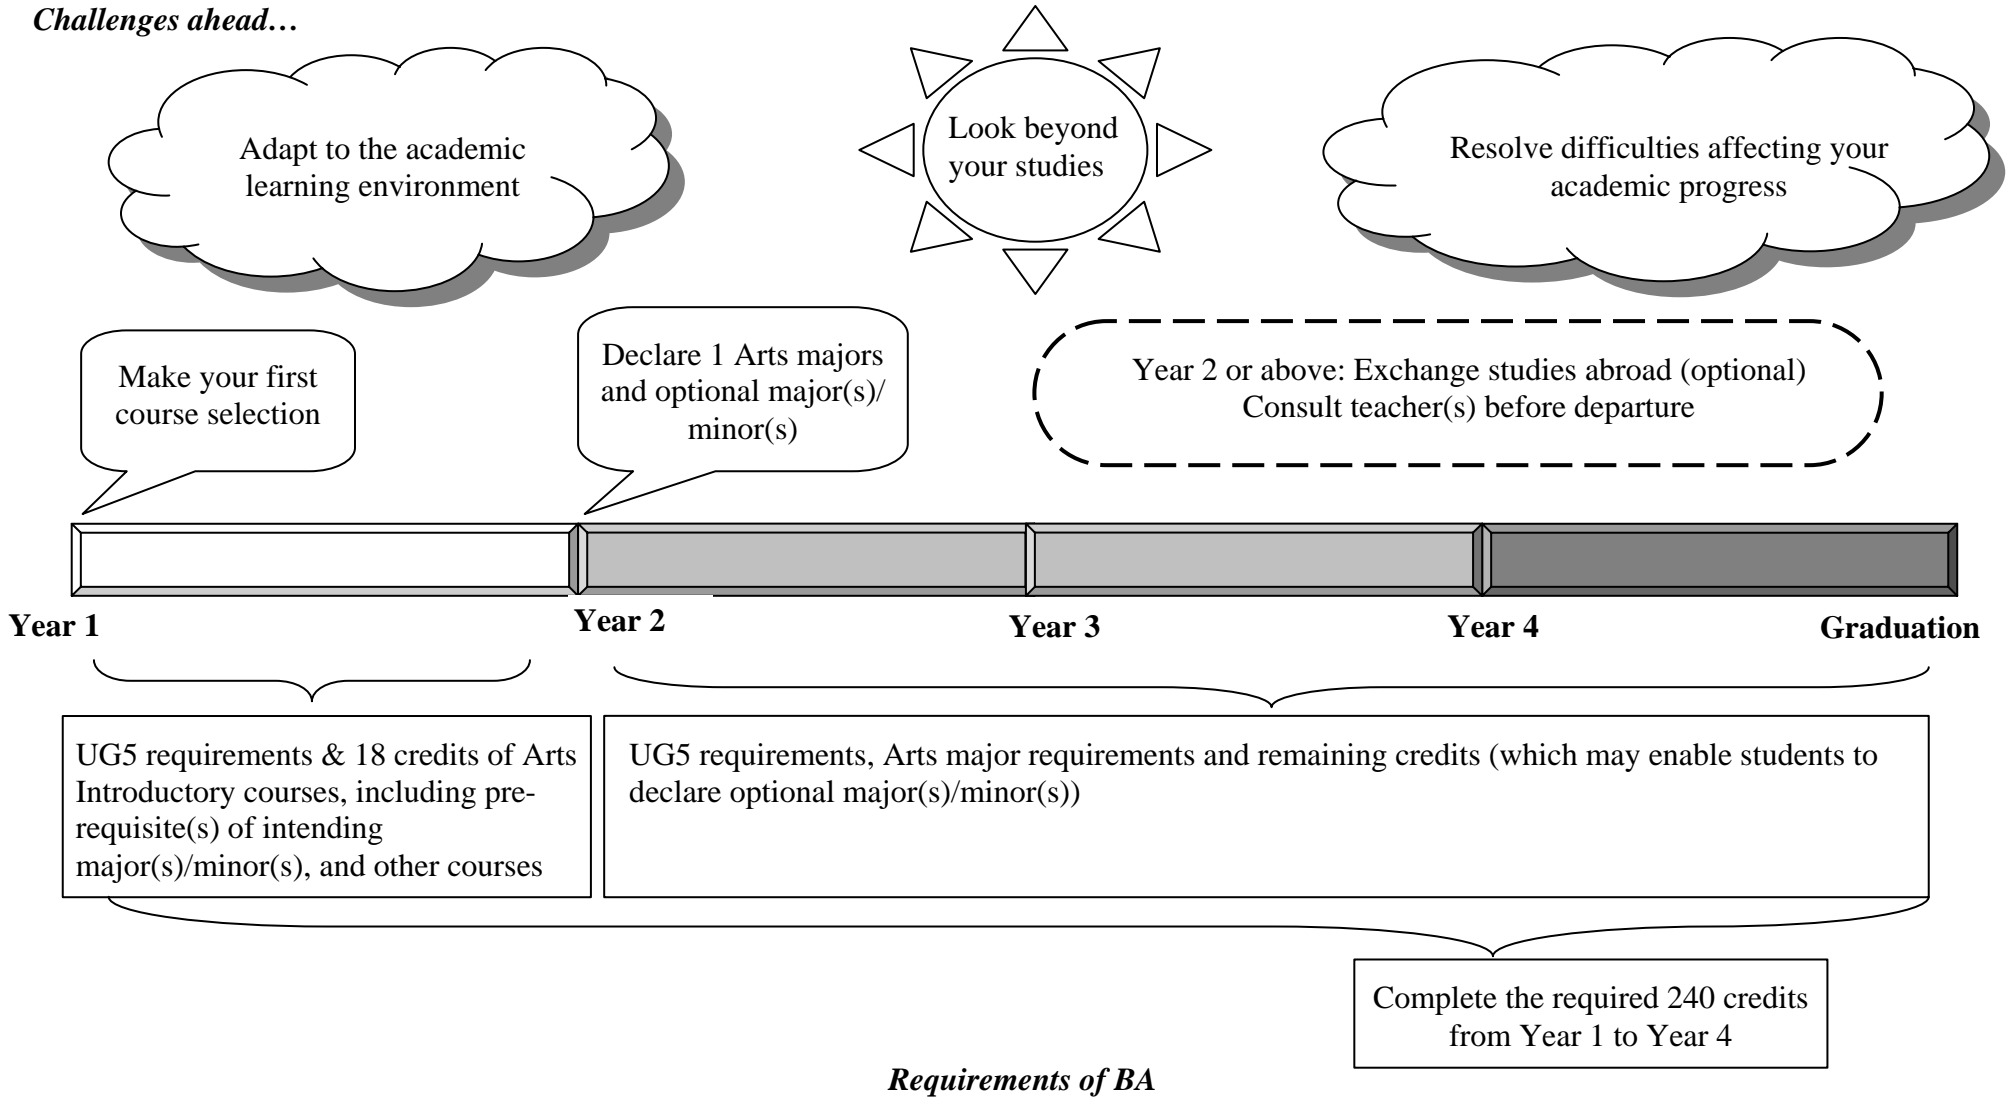 Challenges ahead…
Adapt to the academic
learning environment
Look beyond
your studies
Resolve difficulties affecting your
academic progress
Make your first
course selection
Declare 1 Arts majors
and optional major(s)/
minor(s)
Year 2 or above: Exchange studies abroad (optional)
Consult teacher(s) before departure
Year 1
Year 2
Year 3
Year 4
Graduation
UG5 requirements & 18 credits of Arts
Introductory courses, including pre-
requisite(s) of intending
major(s)/minor(s), and other courses
UG5 requirements, Arts major requirements and remaining credits (which may enable students to
declare optional major(s)/minor(s))
Complete the required 240 credits
from Year 1 to Year 4
Requirements of BA